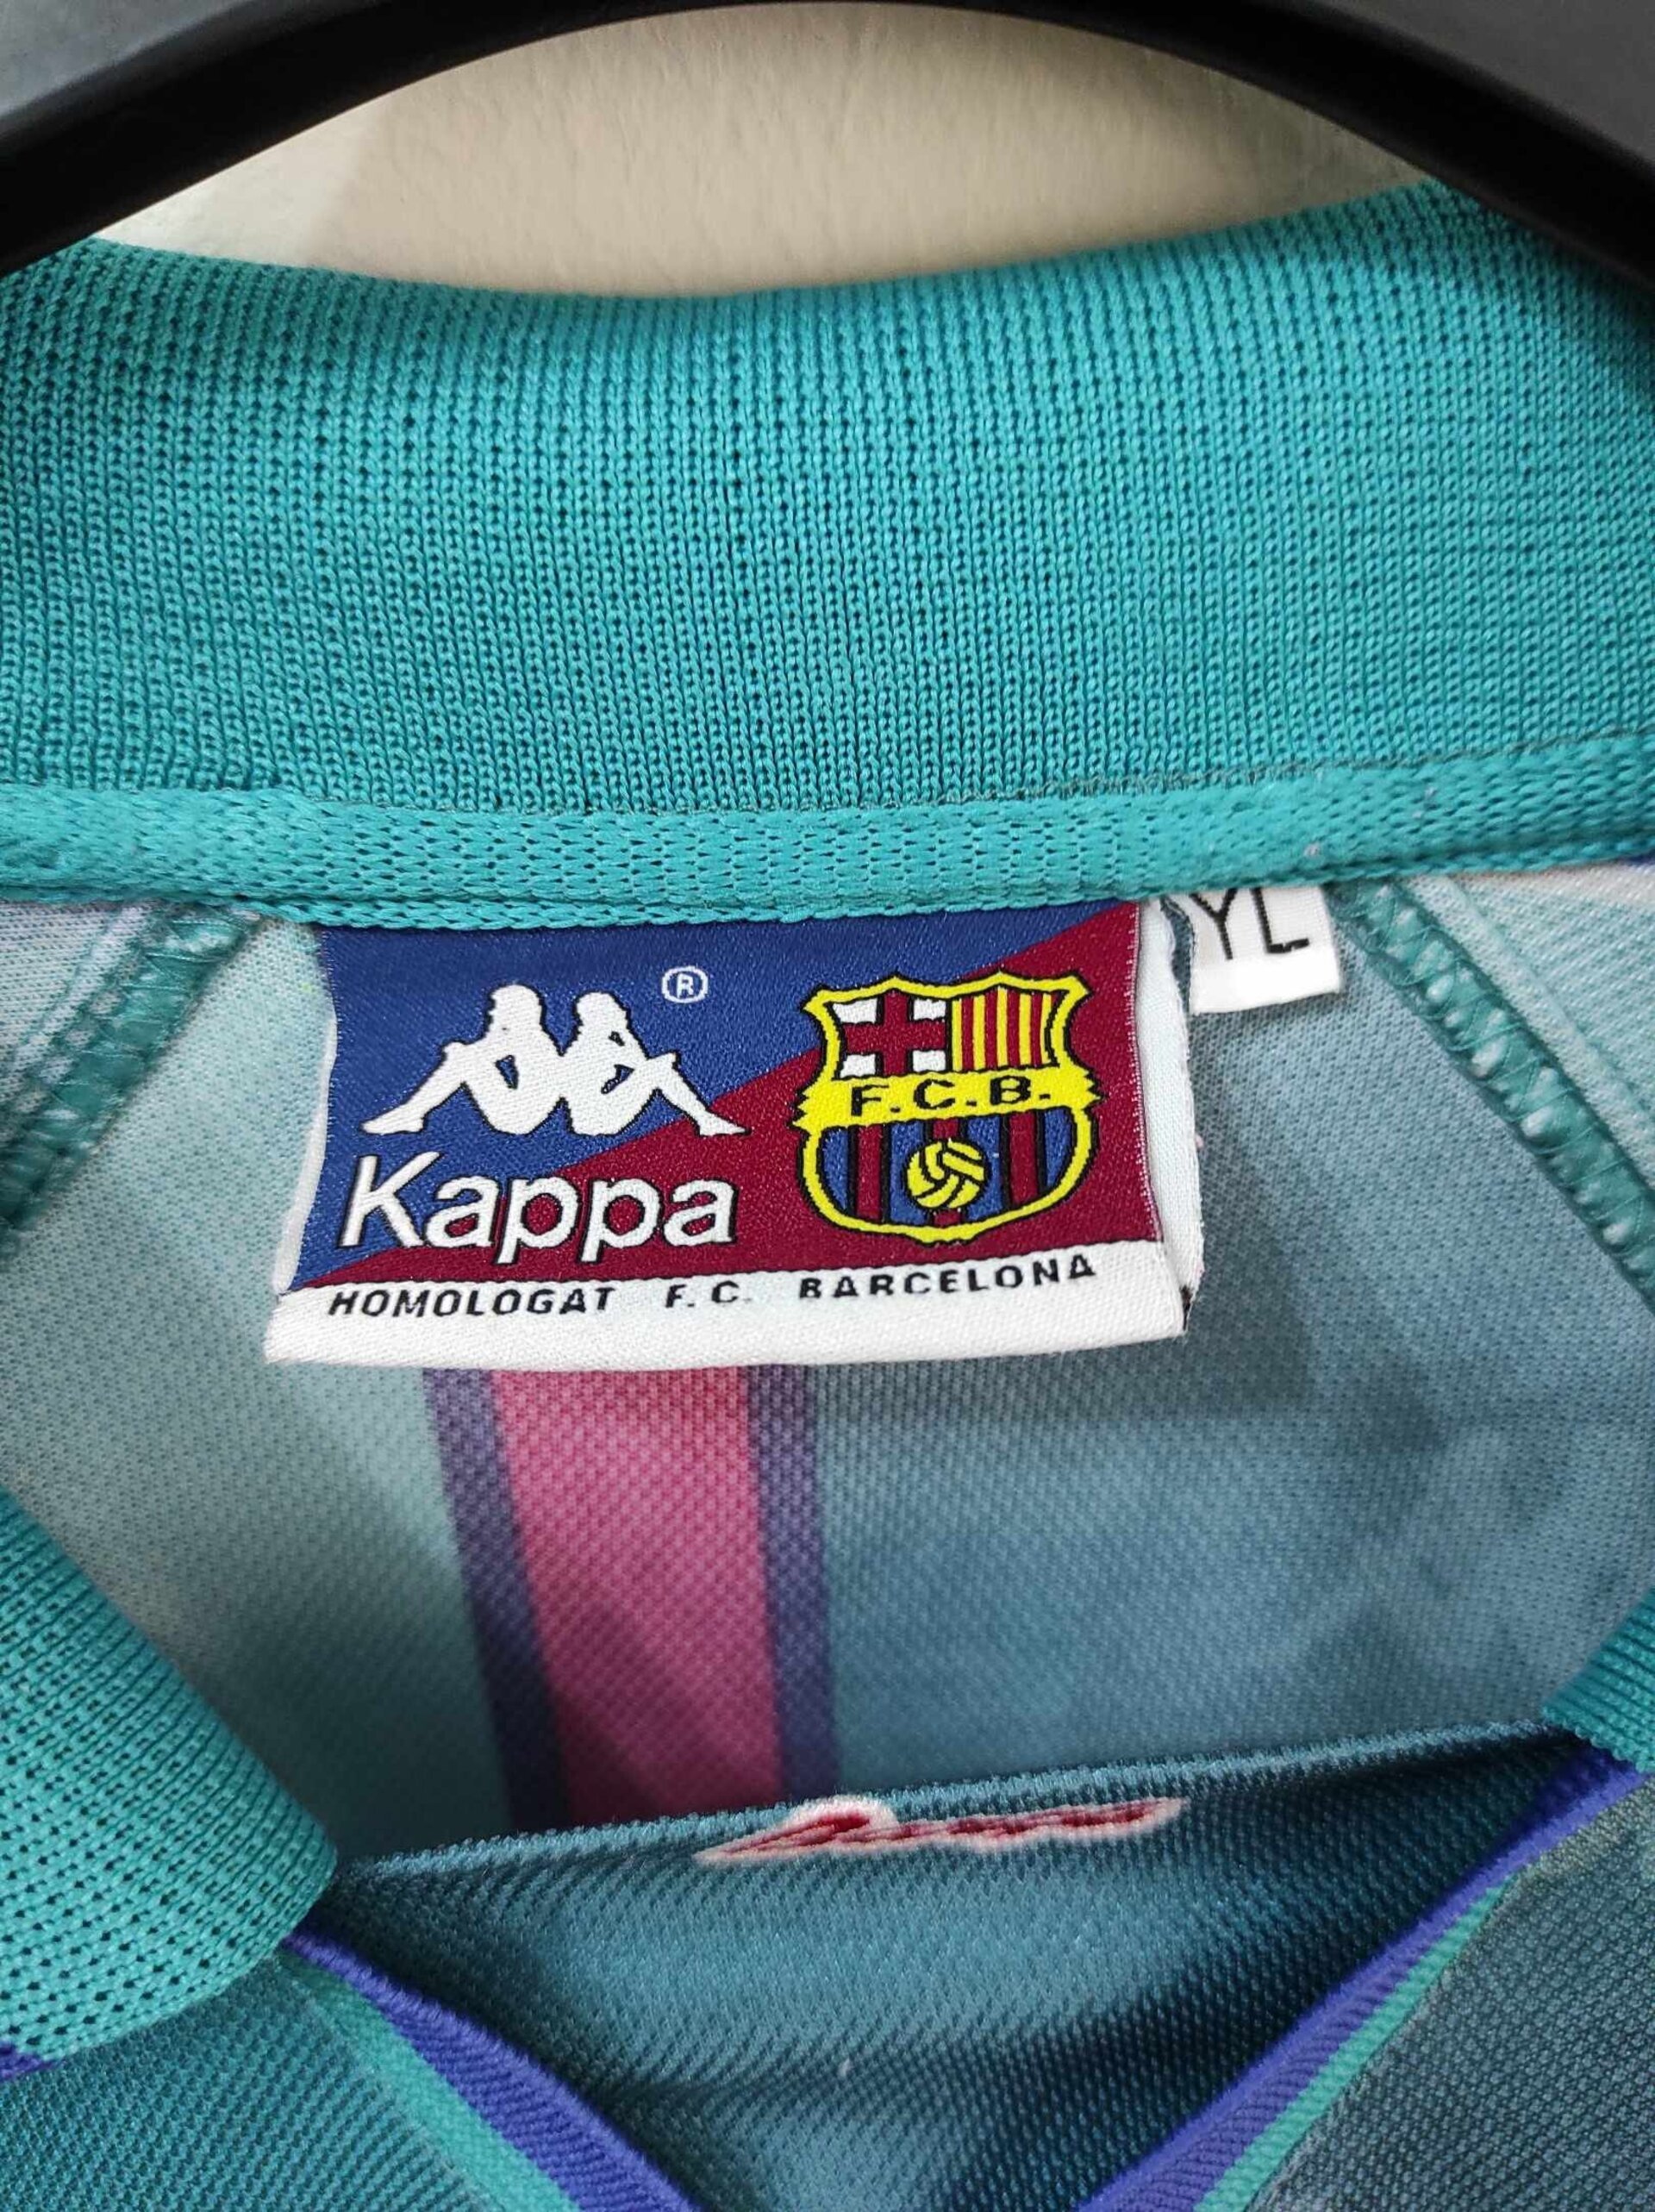 YL
®
Kappa
F.C.B.
HOMOLOGAT F.C. BARCELONA